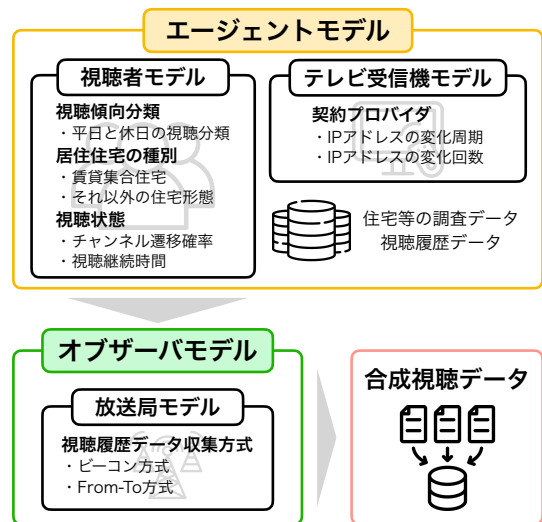 エージェントモデル
視聴者モデル
視聴傾向分類
・平日と休日の視聴分類
居住住宅の種別
・賃貸集合住宅
・それ以外の住宅形態
視聴状態
・チャンネル遷移確率
・視聴継続時間
テレビ受信機モデル
契約プロバイダ
・IPアドレスの変化周期
・IPアドレスの変化回数
住宅等の調査データ
視聴履歴データ
オブザーバモデル
放送局モデル
視聴履歴データ収集方式
・ビーコン方式
・From-To方式
合成視聴データ